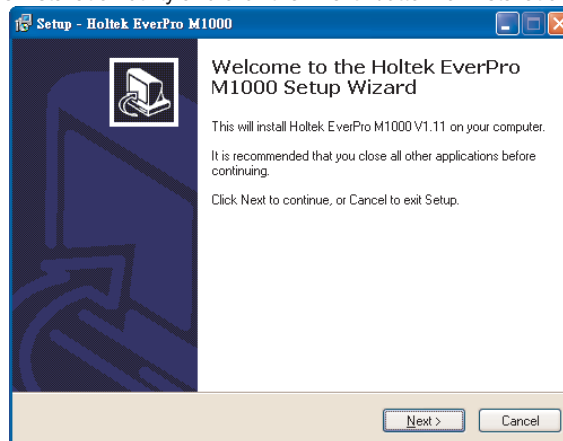 Setup - Holtek EverPro M1000
Welcome to the Holtek EverPro
M1000 Setup Wizard
This will install Holtek EverPro M1000 V1.11 on your computer.
It is recommended that you close all other applications before
continuing.
Click Next to continue, or Cancel to exit Setup.
Next > Cancel